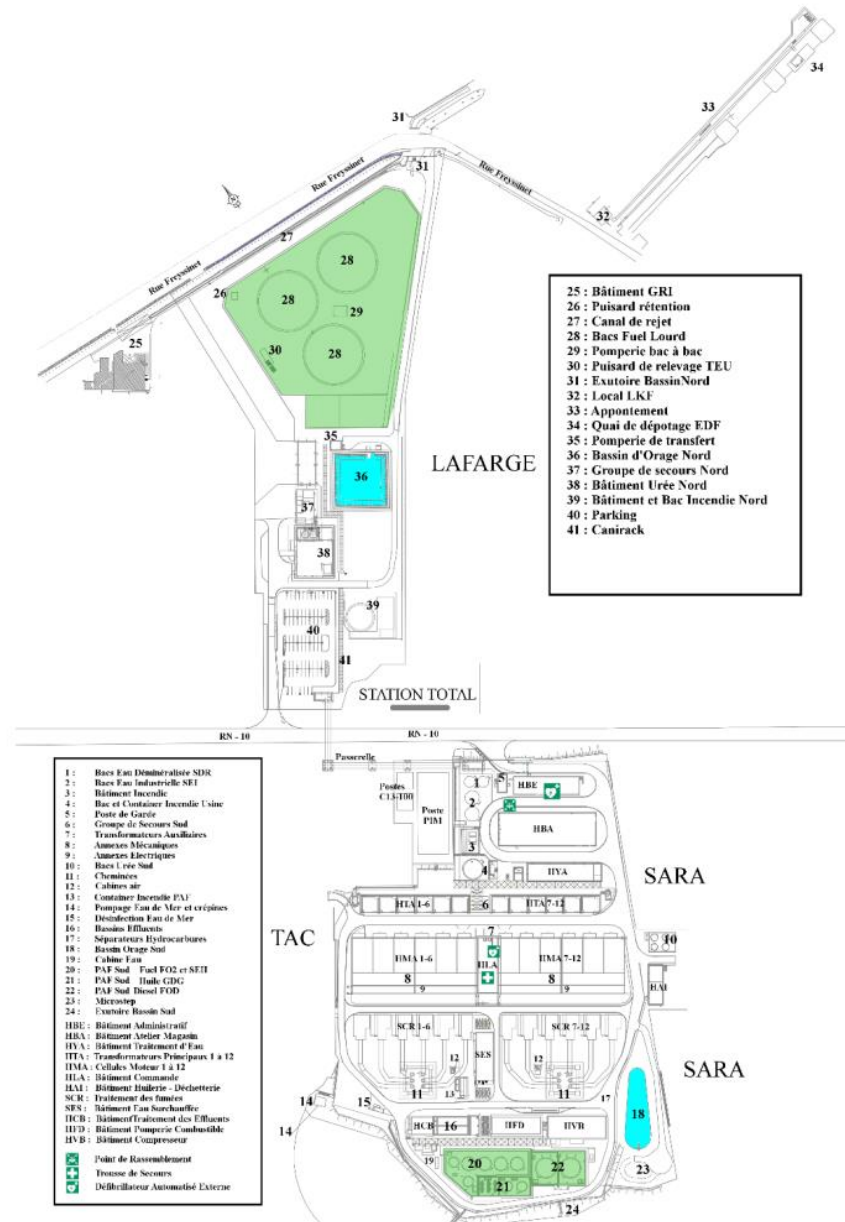 34
33
31
31
Rue Freyssinet
Rue Freyssinet
32
27
28
Rue Freyssinet
26
28
29
25
30
28
35
36
37
38
39
40
41
LAFARGE
25 : Bâtiment GRI
26 : Puisard rétention
27 : Canal de rejet
28 : Bacs Fuel Lourd
29 : Pomperie bac à bac
30 : Puisard de relevage TEU
31 : Exutoire BassinNord
32 : Local LKF
33 : Appontement
34 : Quai de dépotage EDF
35 : Pomperie de transfert
36 : Bassin d'Orage Nord
37 : Groupe de secours Nord
38 : Bâtiment Urée Nord
39 : Bâtiment et Bac Incendie Nord
40 : Parking
41 : Canirack
STATION TOTAL
RN - 10
RN - 10
Passerelle
1 : Bacs Eau Déminéralisée SDR
2 : Bacs Eau Industrielle SEI
3 : Bâtiment Incendie
4 : Bac et Container Incendie Usine
5 : Poste de Garde
6 : Groupe de Secours Sud
7 : Transformateurs Auxiliaires
8 : Annexes Mécaniques
9 : Annexes Electriques
10 : Bacs Urée Sud
11 : Cheminées
12 : Cabines air
13 : Container Incendie PAF
14 : Pompage Eau de Mer et crépines
15 : Désinfection Eau de Mer
16 : Bassins Effluents
17 : Séparateurs Hydrocarbures
18 : Bassin Orage Sud
19 : Cabine Eau
20 : PAF Sud Fuel FO2 et SEH
21 : PAF Sud Huile GDG
22 : PAF Sud Diesel FOD
23 : Microstep
24 : Exutoire Bassin Sud
HBE : Bâtiment Administratif
HBA : Bâtiment Atelier Magasin
HYA : Bâtiment Traitement d'Eau
HTA : Transformateurs Principaux 1 à 12
HMA : Cellules Moteur 1 à 12
HLA : Bâtiment Commande
HAI : Bâtiment Huilerie - Déchetterie
SCR : Traitement des fumées
SES : Bâtiment Eau Surchauffée
HCB : BâtimentTraitement des Effluents
HFD : Bâtiment Pomperie Combustible
HVB : Bâtiment Compresseur
Point de Rassemblement
Trousse de Secours
Défibrillateur Automatisé Externe
Postes
C13-T00
Poste
PIM
1
2
5
HBE
HBA
3
4
HYA
SARA
HTA 1-6
6
HTA 7-12
TAC
7
10
HMA 1-6
HLA
HMA 7-12
8
8
9
9
HAI
SCR 1-6
SCR 7-12
SES
SARA
12
12
11
13
11
14
15
17
18
14
HCB
16
HFD
HVB
19
20
22
21
23
24